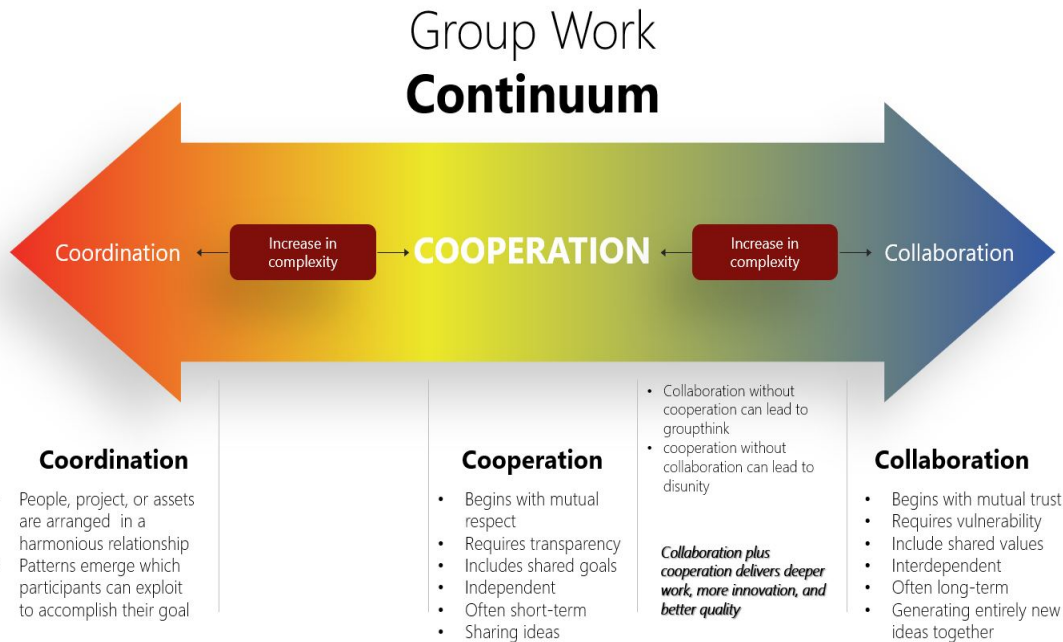 Group Work
Continuum
Coordination
Increase in
complexity
COOPERATION
Increase in
complexity
Collaboration
Coordination
People, project, or assets
are arranged in a
harmonious relationship
Patterns emerge which
participants can exploit
to accomplish their goal
Cooperation
• Begins with mutual
respect
• Requires transparency
• Includes shared goals
• Independent
• Often short-term
• Sharing ideas
• Collaboration without
cooperation can lead to
groupthink
• cooperation without
collaboration can lead to
disunity
Collaboration plus
cooperation delivers deeper
work, more innovation, and
better quality
Collaboration
• Begins with mutual trust
• Requires vulnerability
• Include shared values
• Interdependent
• Often long-term
• Generating entirely new
ideas together